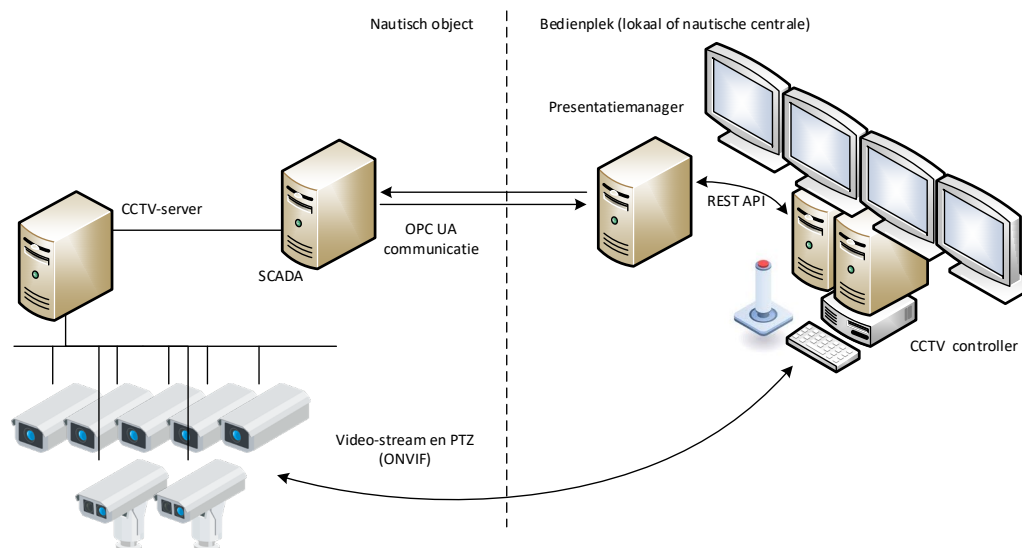 Nautisch object
Bedienplek (lokaal of nautische centrale)
Presentatiemanager
CCTV-server
REST API
OPC UA
communicatie
SCADA
CCTV controller
Video-stream en PTZ
(ONVIF)